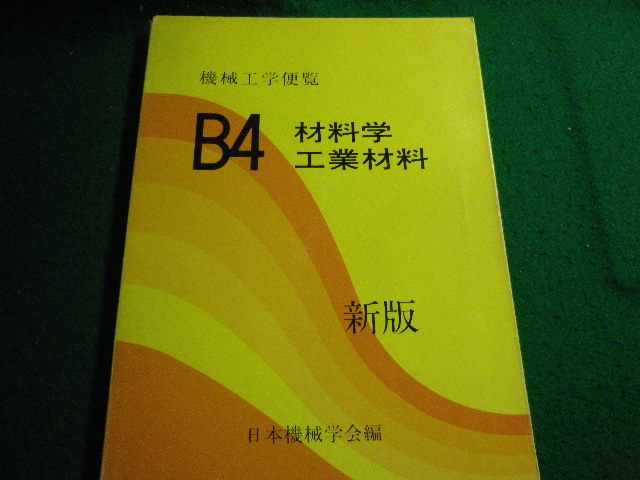 機械工学便覧
B4 材料学
工業材料
新版
日本機械学会編